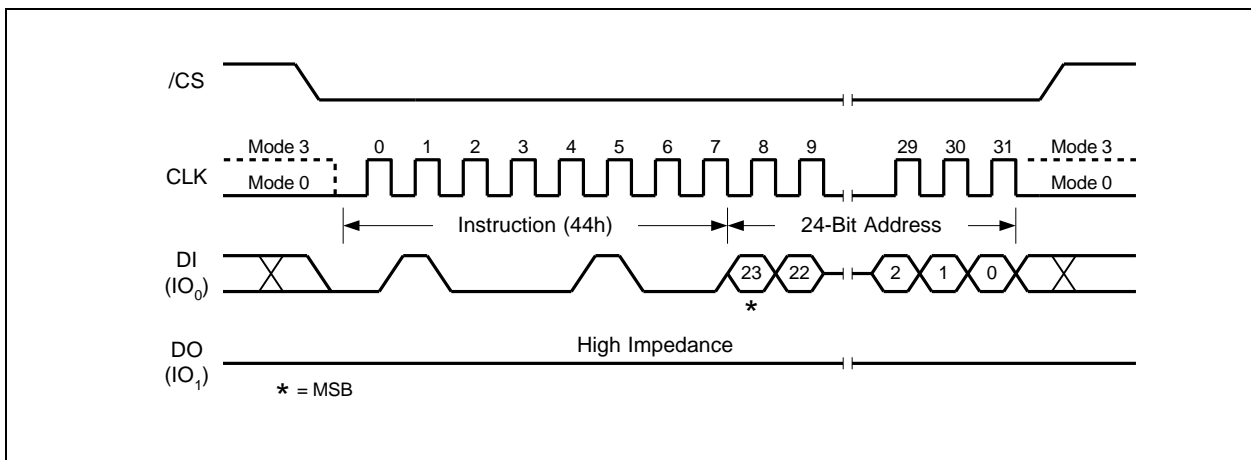 /CS
Mode 3 0 1 2 3 4 5 6 7 8 9 29 30 31 Mode 3
CLK
Mode 0 Mode 0
Instruction (44h) 24-Bit Address
DI
(IO0)
23 22 2 1 0
*
DO
(IO1)
High Impedance
* = MSB